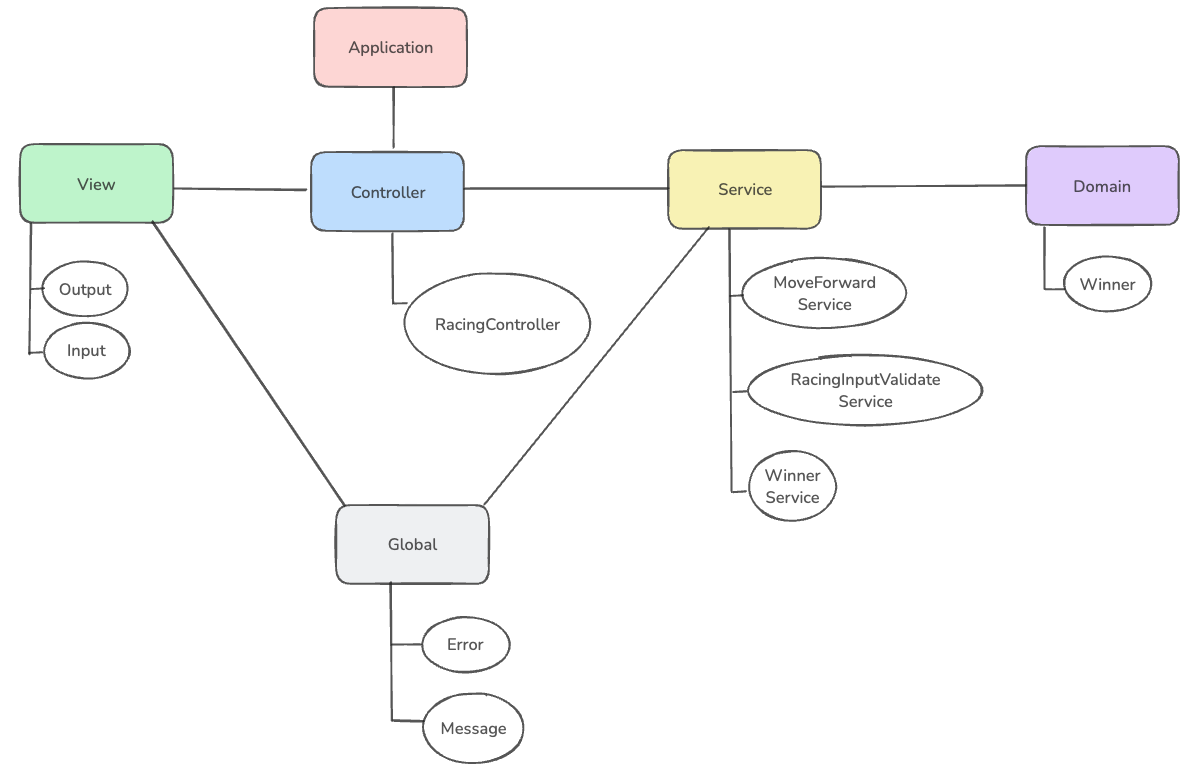 Application
View
Controller
Service
Domain
Output
Input
RacingController
MoveForward
Service
RacingInputValidate
Service
Winner
Service
Winner
Global
Error
Message